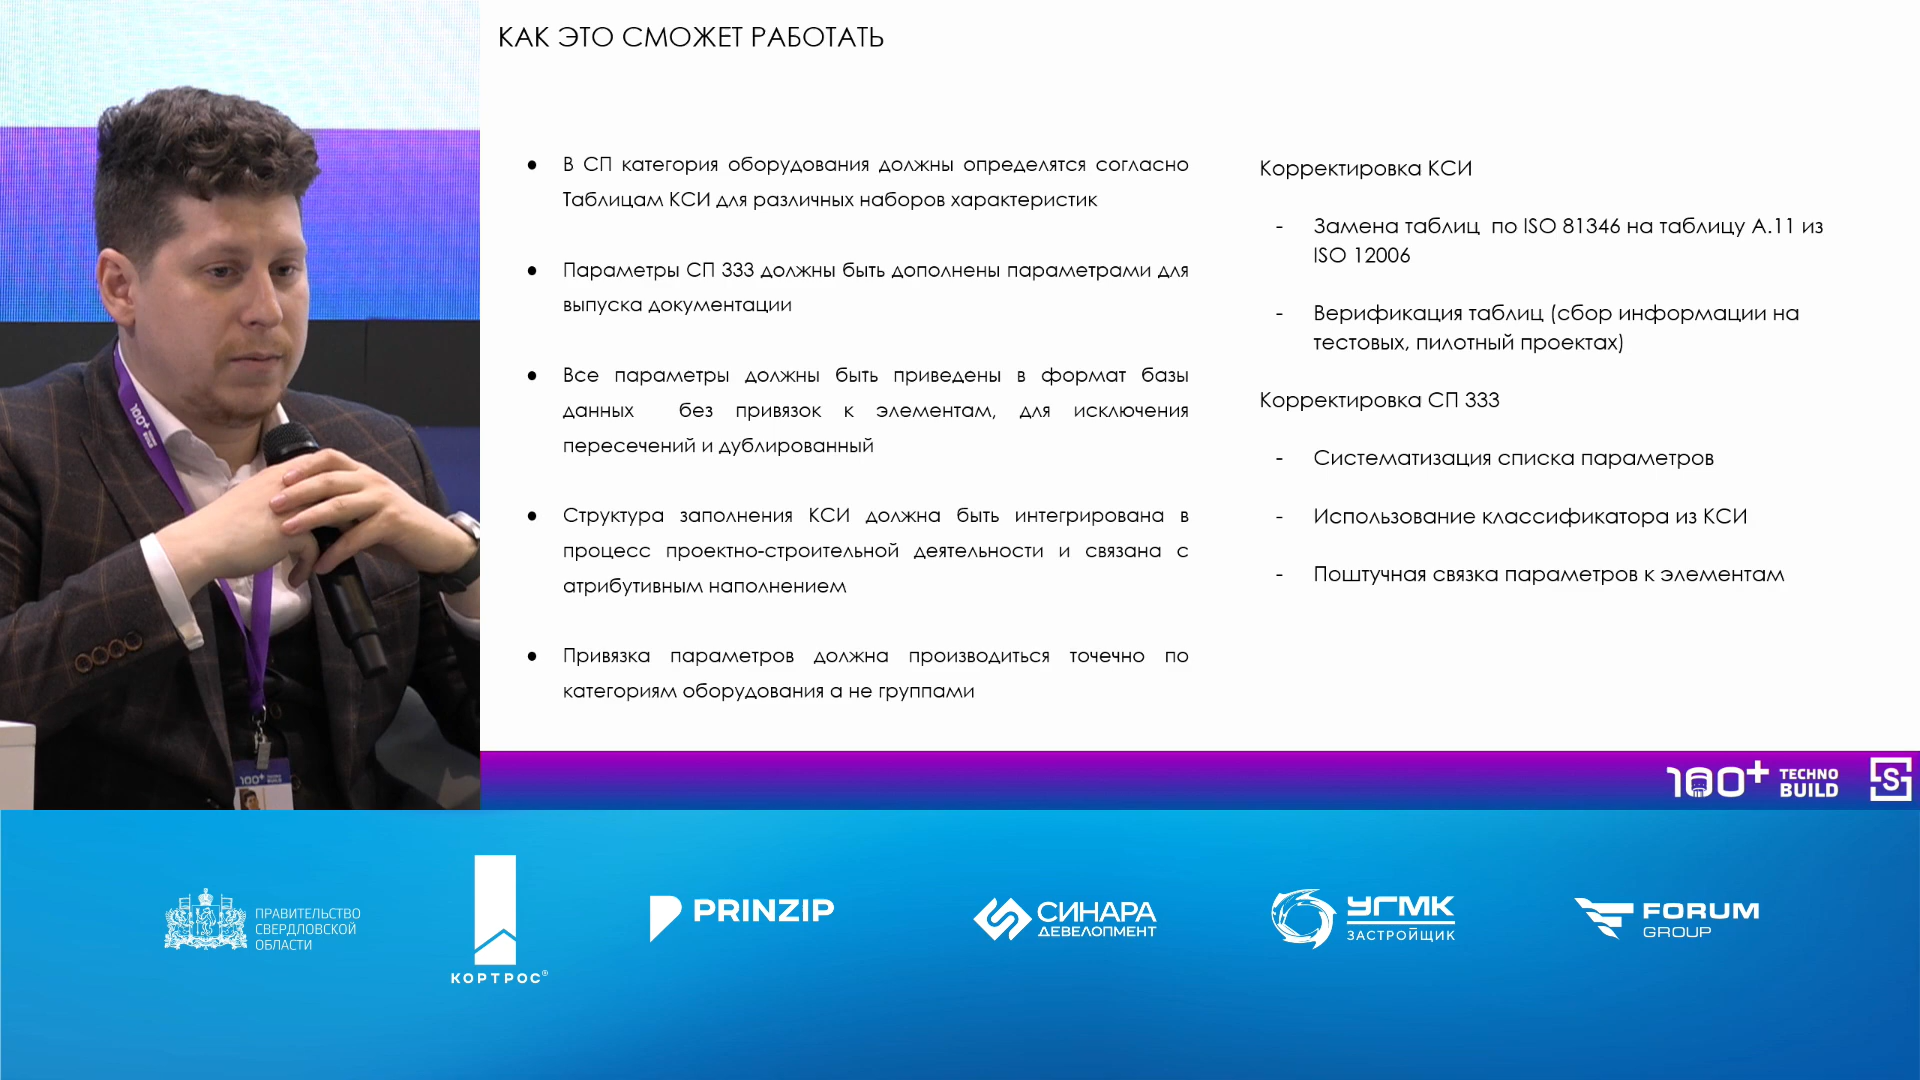 КАК ЭТО СМОЖЕТ РАБОТАТЬ
● В СП категория оборудования должны определятся согласно
Таблицам КСИ для различных наборов характеристик
● Параметры СП 333 должны быть дополнены параметрами для
выпуска документации
● Все параметры должны быть приведены в формат базы
данных без привязок к элементам, для исключения
пересечений и дублированный
● Структура заполнения КСИ должна быть интегрирована в
процесс проектно-строительной деятельности и связана с
атрибутивным наполнением
● Привязка параметров должна производиться точечно по
категориям оборудования а не группами
Корректировка КСИ
- Замена таблиц по ISO 81346 на таблицу А.11 из
ISO 12006
- Верификация таблиц (сбор информации на
тестовых, пилотный проектах)
Корректировка СП 333
- Систематизация списка параметров
- Использование классификатора из КСИ
- Поштучная связка параметров к элементам
100+
100+ TECHNO
BUILD
100+ TECHNO
BUILD
S
ПРАВИТЕЛЬСТВО
СВЕРДЛОВСКОЙ
ОБЛАСТИ
КОРТРОС®
PRINZIP
СИНАРА
ДЕВЕЛОПМЕНТ
УГМК
ЗАСТРОЙЩИК
FORUM
GROUP